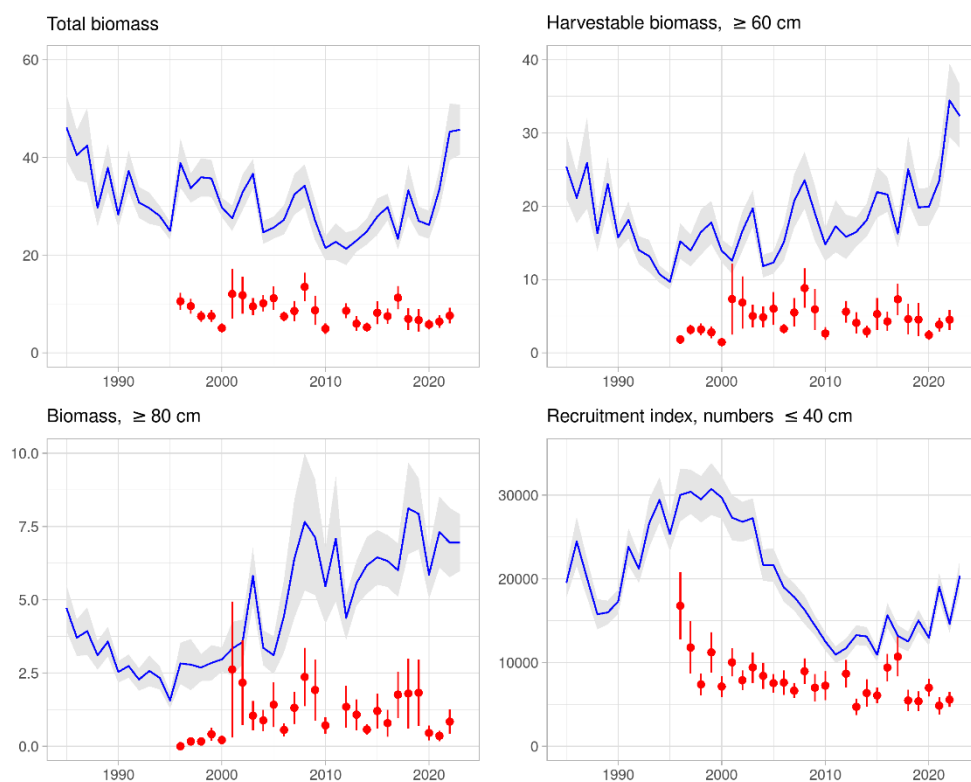 Total biomass
60
40
20
0
1990 2000 2010 2020
Harvestable biomass, ≥ 60 cm
40
30
20
10
0
1990 2000 2010 2020
Biomass, ≥ 80 cm
10.0
7.5
5.0
2.5
0.0
1990 2000 2010 2020
Recruitment index, numbers ≤ 40 cm
30000
20000
10000
0
1990 2000 2010 2020